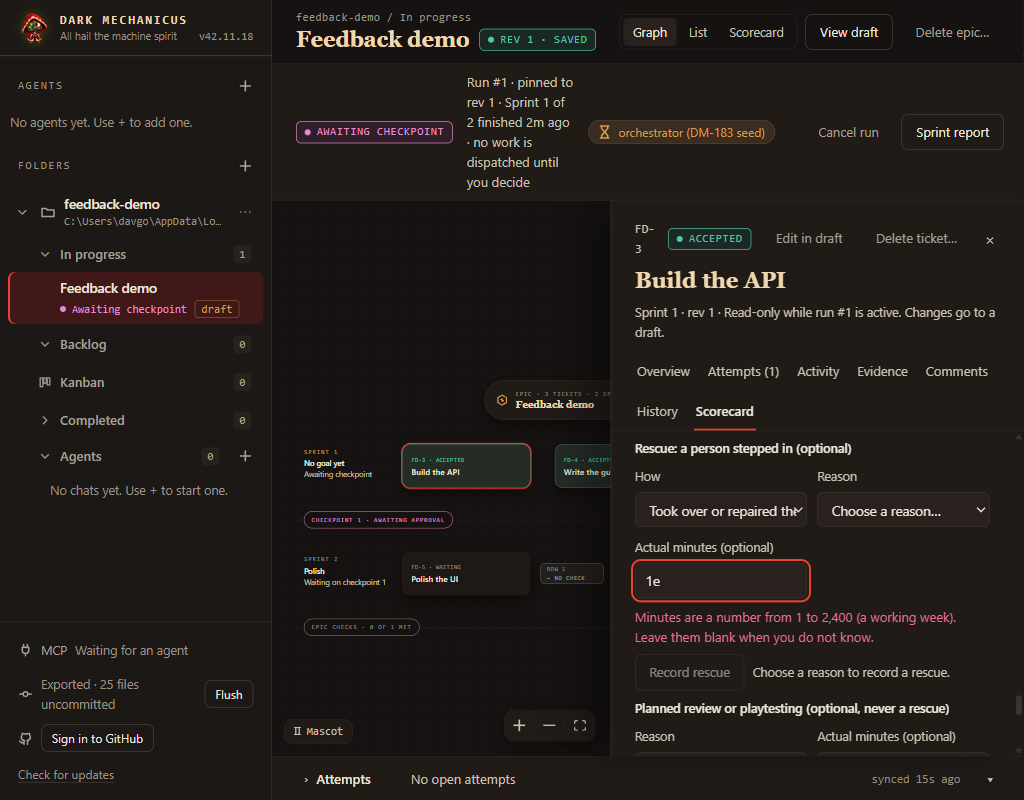 DARK MECHANICUS
All hail the machine spirit v42.11.18
AGENTS
No agents yet. Use + to add one.
FOLDERS
feedback-demo
C:\Users\davgo\AppData\Lo…
In progress 1
Feedback demo
Awaiting checkpoint draft
Backlog 0
Kanban 0
Completed 0
Agents 0
No chats yet. Use + to start one.
MCP Waiting for an agent
Exported · 25 files
uncommitted
Flush
Sign in to GitHub
Check for updates
feedback-demo / In progress
Feedback demo
REV 1 · SAVED
Graph List Scorecard
View draft
Delete epic…
AWAITING CHECKPOINT
Run #1 · pinned to
rev 1 · Sprint 1 of
2 finished 2m ago
· no work is
dispatched until
you decide
orchestrator (DM-183 seed)
Cancel run
Sprint report
EPIC · 3 TICKETS · 2
Feedback demo
SPRINT 1
No goal yet
Awaiting checkpoint
FD-3 · ACCEPTED
Build the API
FD-4 · ACCEPT
Write the gu
CHECKPOINT 1 · AWAITING APPROVAL
SPRINT 2
Polish
Waiting on checkpoint 1
FD-5 · WAITING
Polish the UI
ROW 1
– NO CHECK
EPIC CHECKS · 0 OF 1 MET
Mascot
FD-
3
ACCEPTED
Edit in draft
Delete ticket…
×
Build the API
Sprint 1 · rev 1 · Read-only while run #1 is active. Changes go to a
draft.
Overview Attempts (1) Activity Evidence Comments
History Scorecard
Rescue: a person stepped in (optional)
How Reason
Took over or repaired th
Choose a reason…
Actual minutes (optional)
1e
Minutes are a number from 1 to 2,400 (a working week).
Leave them blank when you do not know.
Record rescue
Choose a reason to record a rescue.
Planned review or playtesting (optional, never a rescue)
Reason Actual minutes (optional)
Attempts
No open attempts
synced 15s ago